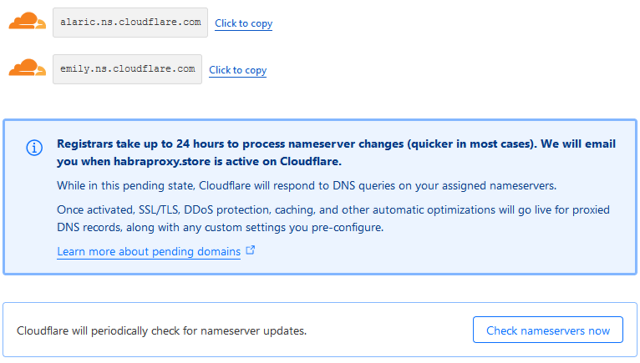 alaric.ns.cloudflare.com Click to copy
emily.ns.cloudflare.com Click to copy
Registrars take up to 24 hours to process nameserver changes (quicker in most cases). We will email
you when habraproxy.store is active on Cloudflare.
While in this pending state, Cloudflare will respond to DNS queries on your assigned nameservers.
Once activated, SSL/TLS, DDoS protection, caching, and other automatic optimizations will go live for proxied
DNS records, along with any custom settings you pre-configure.
Learn more about pending domains
Cloudflare will periodically check for nameserver updates. Check nameservers now